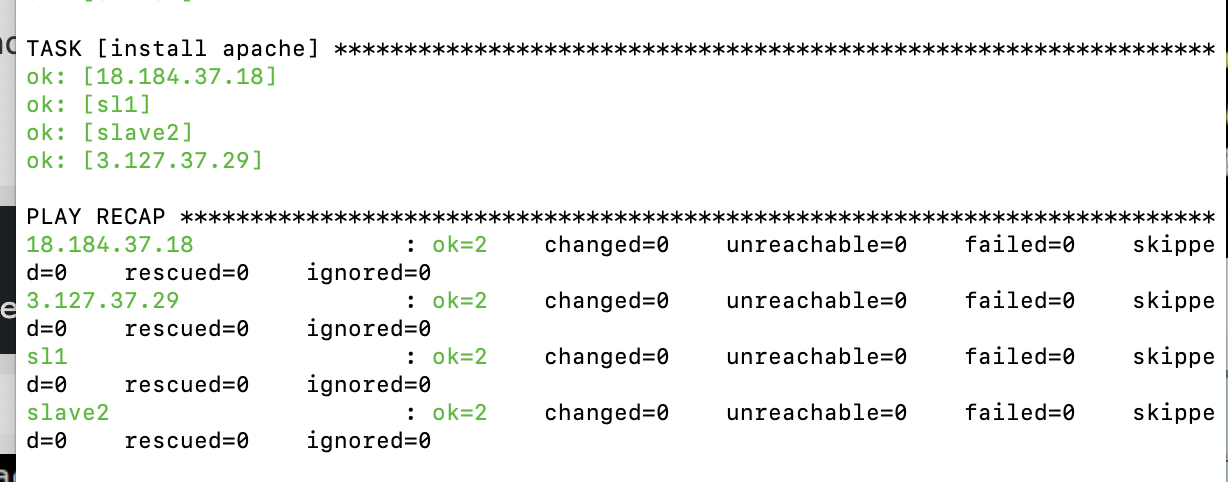 TASK [install apache] ***************************************************************
ok: [18.184.37.18]
ok: [sl1]
ok: [slave2]
ok: [3.127.37.29]
PLAY RECAP **************************************************************************
18.184.37.18               : ok=2    changed=0    unreachable=0    failed=0    skippe
d=0    rescued=0    ignored=0
3.127.37.29                : ok=2    changed=0    unreachable=0    failed=0    skippe
d=0    rescued=0    ignored=0
sl1                        : ok=2    changed=0    unreachable=0    failed=0    skippe
d=0    rescued=0    ignored=0
slave2                     : ok=2    changed=0    unreachable=0    failed=0    skippe
d=0    rescued=0    ignored=0